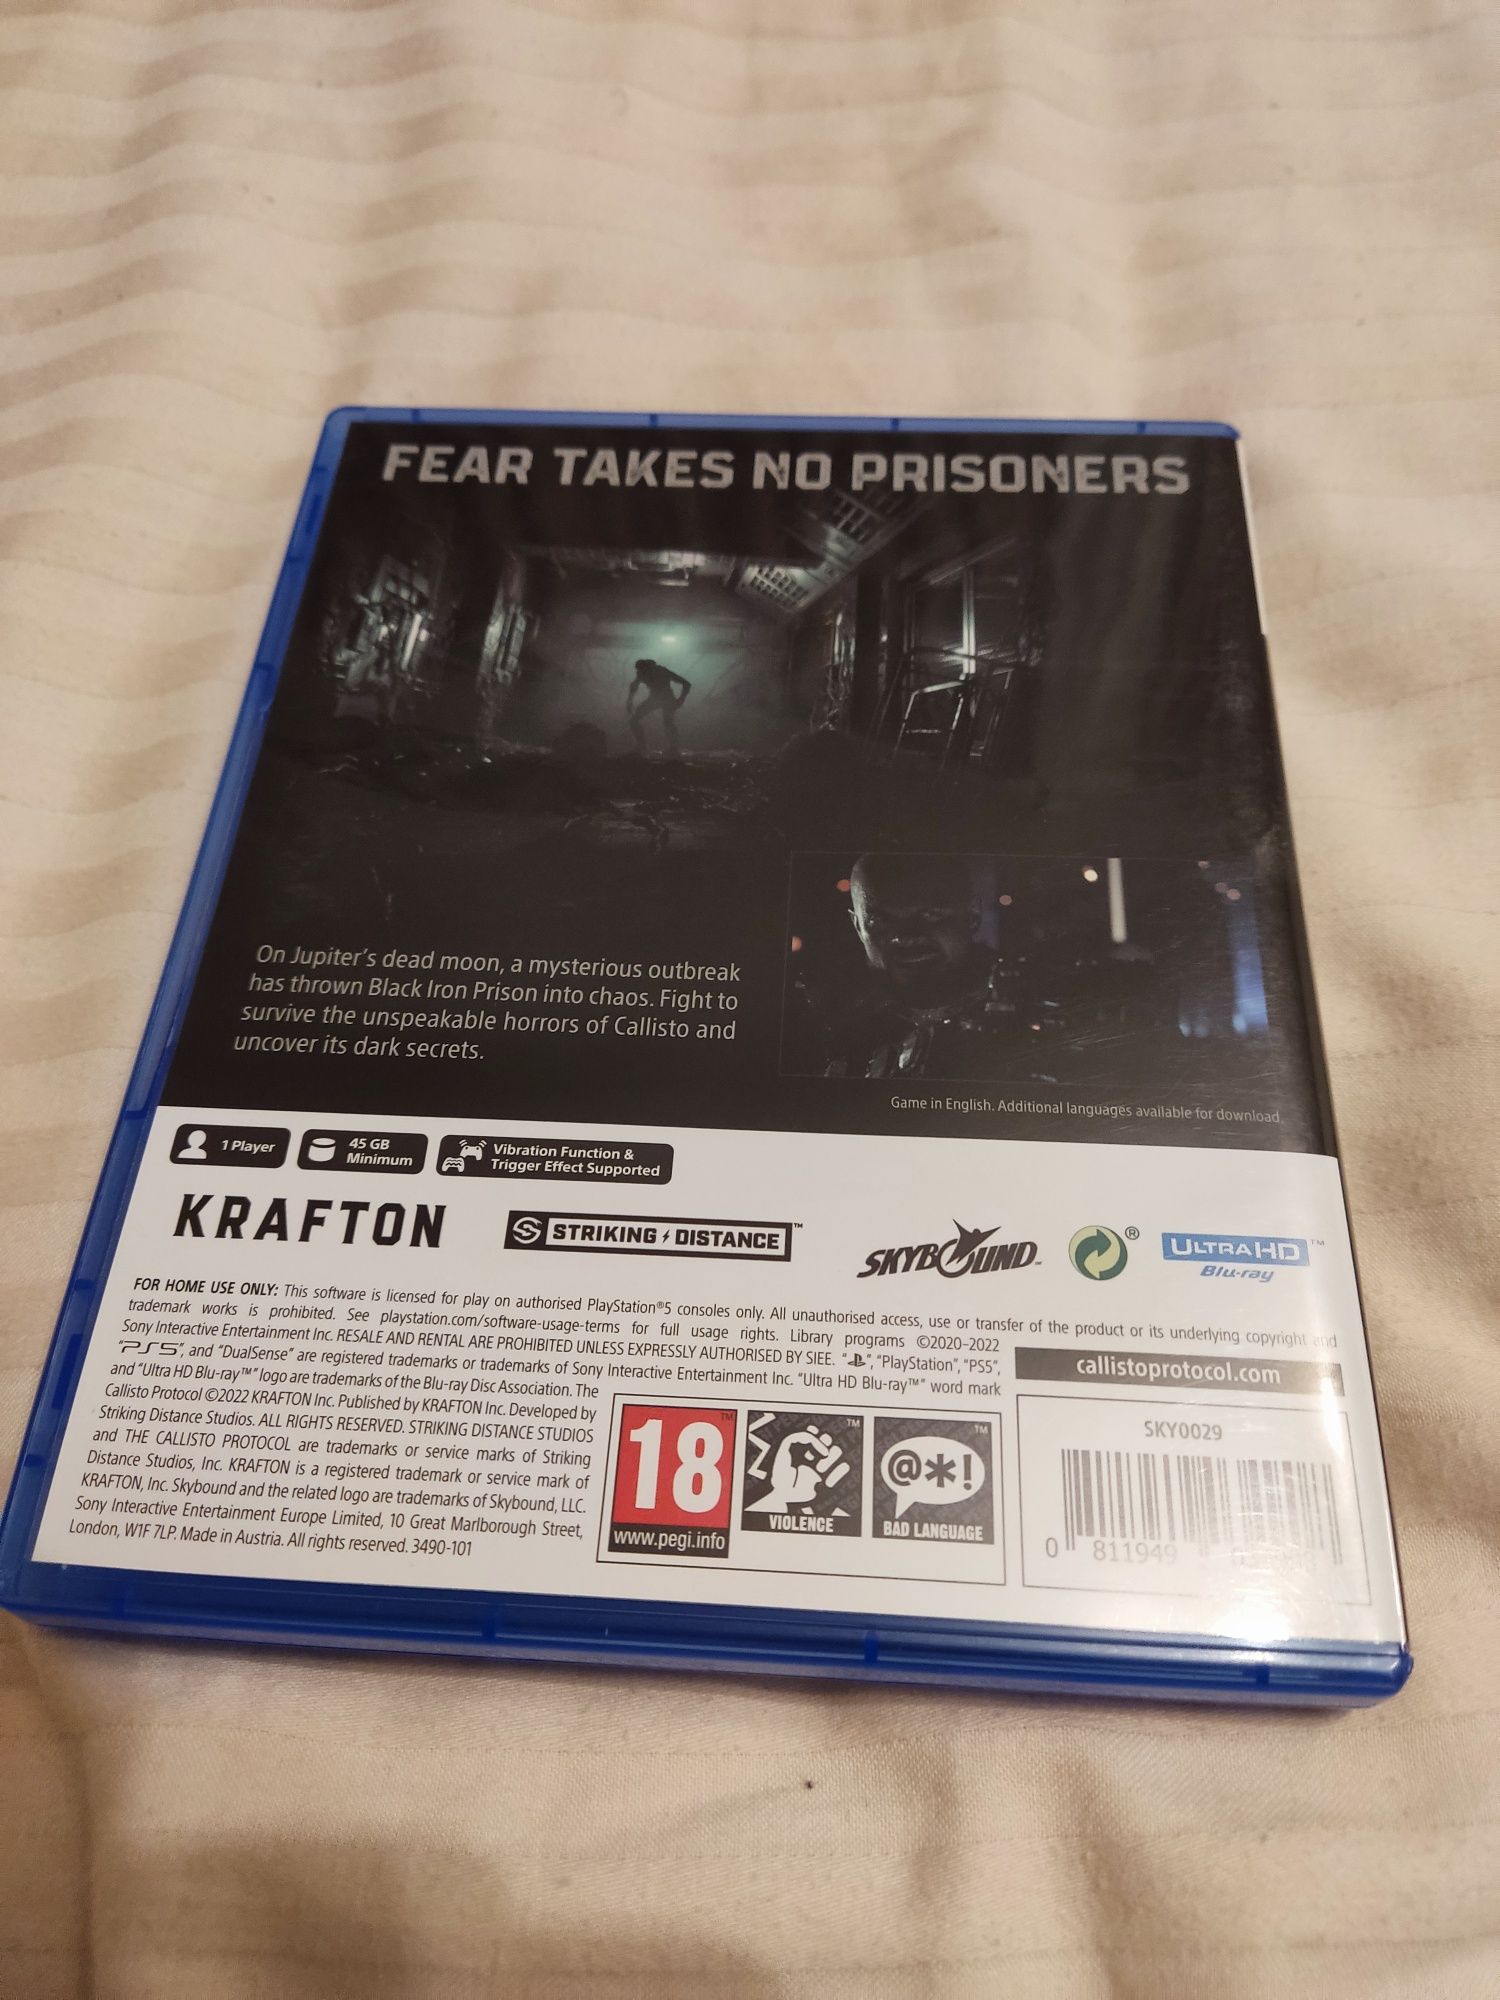 FEAR TAKES NO PRISONERS
On Jupiter's dead moon, a mysterious outbreak
has thrown Black Iron Prison into chaos. Fight to
survive the unspeakable horrors of Callisto and
uncover its dark secrets.
Game in English. Additional languages available for download.
1 Player
45 GB
Minimum
Vibration Function &
Trigger Effect Supported
KRAFTON
STRIKING DISTANCE™
SKYBOUND
®
ULTRA HD™
Blu-ray
FOR HOME USE ONLY: This software is licensed for play on authorised PlayStation®5 consoles only. All unauthorised access, use or transfer of the product or its underlying copyright and
trademark works is prohibited. See playstation.com/software-usage-terms for full usage rights. Library programs ©2020-2022
Sony Interactive Entertainment Inc. RESALE AND RENTAL ARE PROHIBITED UNLESS EXPRESSLY AUTHORISED BY SIEE. "", "PlayStation", "PS5",
"PS5", and "DualSense" are registered trademarks or trademarks of Sony Interactive Entertainment Inc. "Ultra HD Blu-ray™" word mark
and "Ultra HD Blu-ray™" logo are trademarks of the Blu-ray Disc Association. The
Callisto Protocol ©2022 KRAFTON Inc. Published by KRAFTON Inc. Developed by
Striking Distance Studios. ALL RIGHTS RESERVED. STRIKING DISTANCE STUDIOS
and THE CALLISTO PROTOCOL are trademarks or service marks of Striking
Distance Studios, Inc. KRAFTON is a registered trademark or service mark of
KRAFTON, Inc. Skybound and the related logo are trademarks of Skybound, LLC.
Sony Interactive Entertainment Europe Limited, 10 Great Marlborough Street,
London, W1F 7LP. Made in Austria. All rights reserved. 3490-101
callistoprotocol.com
18™
www.pegi.info
™
VIOLENCE
™
@*!
BAD LANGUAGE
SKY0029
0 811949